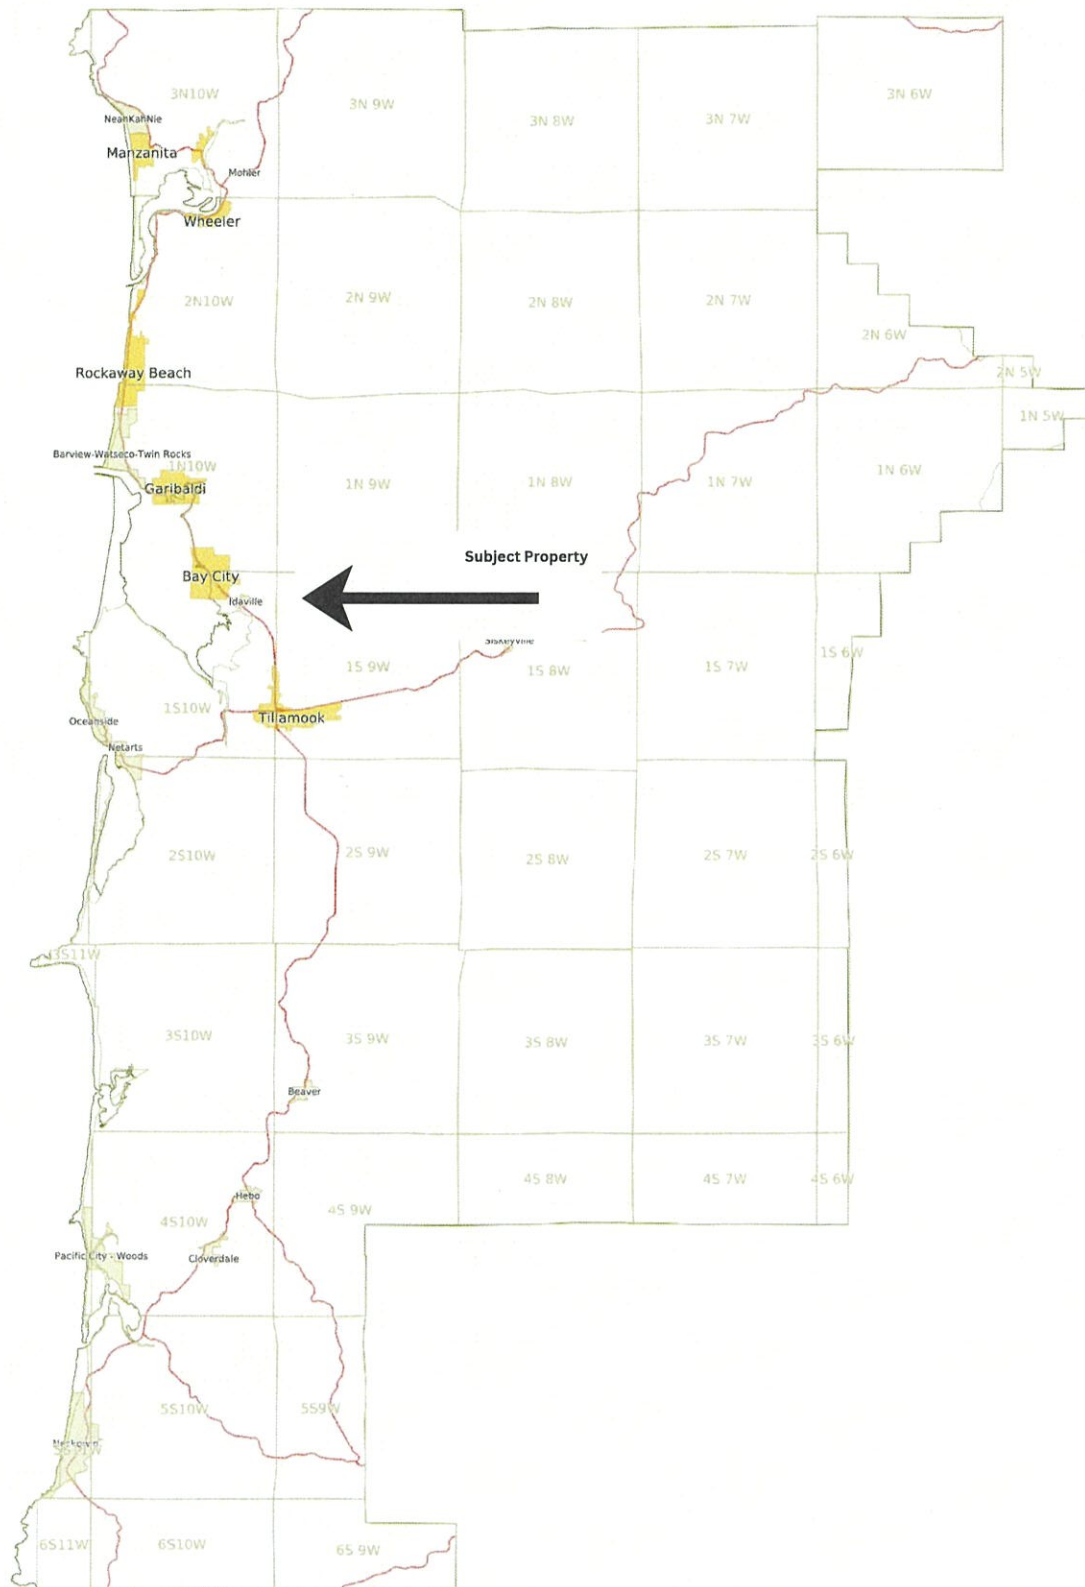 3N10W
3N 9W
3N 8W
3N 7W
3N 6W
NeahKahNie
Manzanita
Mohler
Wheeler
2N10W
2N 9W
2N 8W
2N 7W
2N 6W
2N 5W
Rockaway Beach
1N 5W
Barview-Watseco-Twin Rocks
1N10W
1N 9W
1N 8W
1N 7W
1N 6W
Garibaldi
Subject Property
Bay City
Idaville
Siskeyville
1S 9W
1S 8W
1S 7W
1S 6W
1S10W
Oceanside
Tillamook
Netarts
2S10W
2S 9W
2S 8W
2S 7W
2S 6W
3S11W
3S10W
3S 9W
3S 8W
3S 7W
3S 6W
Beaver
4S 8W
4S 7W
4S 6W
Hebo
4S10W
4S 9W
Pacific City - Woods
Cloverdale
5S10W
5S9W
Neskowin
5S11W
6S11W
6S10W
6S 9W